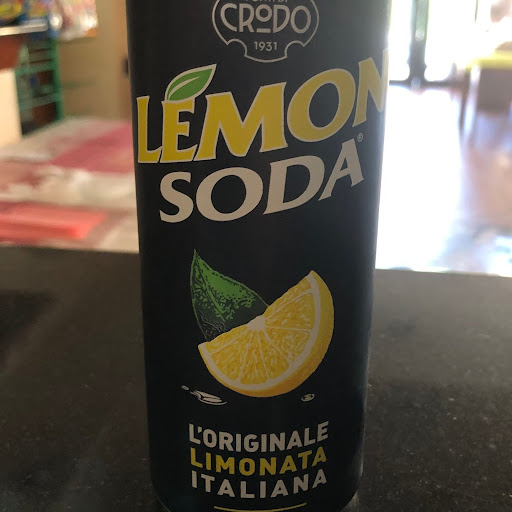 CRODO
1931
LEMON
SODA®
L'ORIGINALE
LIMONATA
ITALIANA